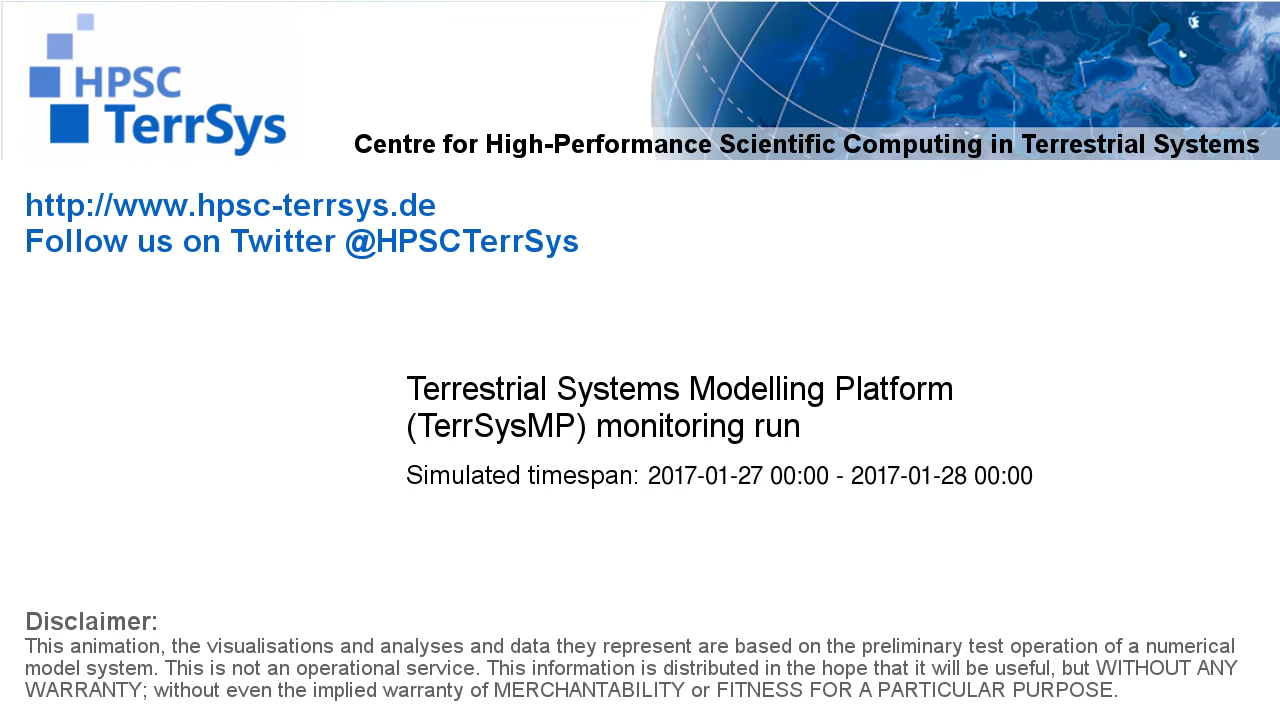 HPSC
TerrSys
Centre for High-Performance Scientific Computing in Terrestrial Systems
http://www.hpsc-terrsys.de
Follow us on Twitter @HPSCTerrSys
Terrestrial Systems Modelling Platform
(TerrSysMP) monitoring run
Simulated timespan: 2017-01-27 00:00 - 2017-01-28 00:00
Disclaimer:
This animation, the visualisations and analyses and data they represent are based on the preliminary test operation of a numerical
model system. This is not an operational service. This information is distributed in the hope that it will be useful, but WITHOUT ANY
WARRANTY; without even the implied warranty of MERCHANTABILITY or FITNESS FOR A PARTICULAR PURPOSE.